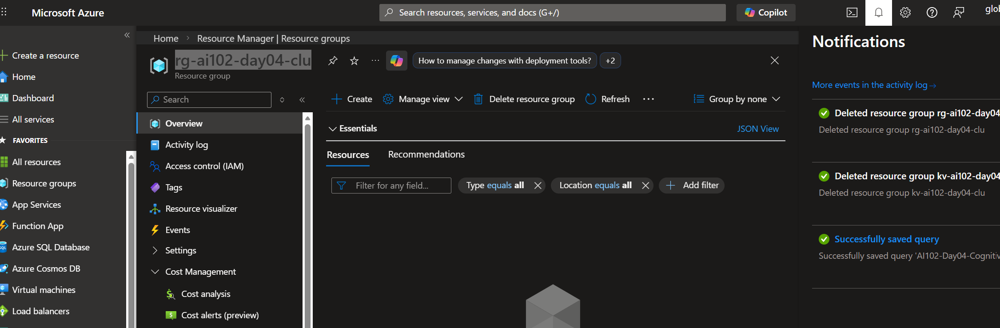 Microsoft Azure
Search resources, services, and docs (G+/)
Copilot
Create a resource
Home
Dashboard
All services
FAVORITES
All resources
Resource groups
App Services
Function App
Azure SQL Database
Azure Cosmos DB
Virtual machines
Load balancers
Home > Resource Manager | Resource groups
rg-ai102-day04-clu
Resource group
How to manage changes with deployment tools?
+2
Search
Overview
Activity log
Access control (IAM)
Tags
Resource visualizer
Events
Settings
Cost Management
Cost analysis
Cost alerts (preview)
Create
Manage view
Delete resource group
Refresh
Group by none
Essentials
JSON View
Resources
Recommendations
Filter for any field...
Type equals all
Location equals all
Add filter
Notifications
More events in the activity log→
Deleted resource group rg-ai102-day04
Deleted resource group rg-ai102-day04-clu
Deleted resource group kv-ai102-day04
Deleted resource group kv-ai102-day04-clu
Successfully saved query
Successfully saved query 'AI102-Day04-Cogniti